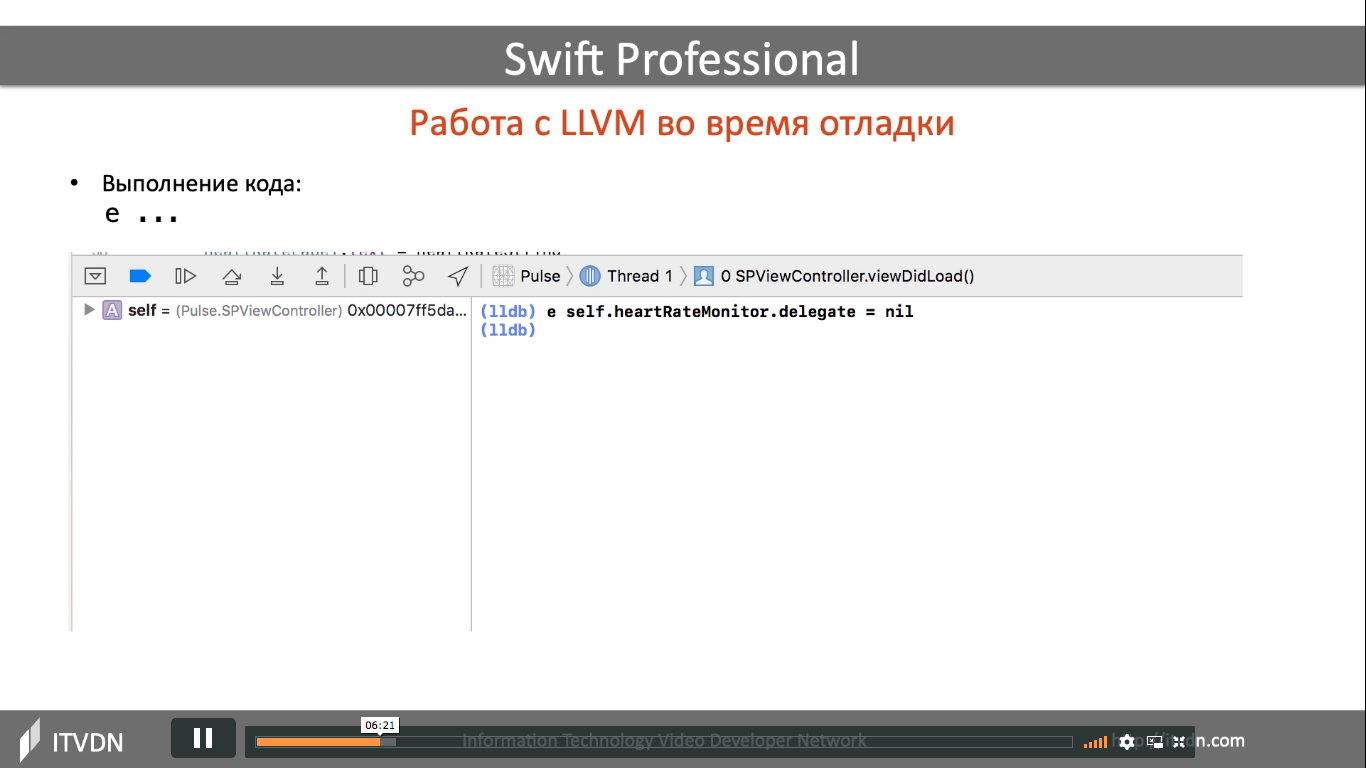 Swift Professional
Работа с LLVM во время отладки
• Выполнение кода:
e ...
Pulse
Thread 1
0 SPViewController.viewDidLoad()
A self = (Pulse.SPViewController) 0x00007ff5da...
(lldb) e self.heartRateMonitor.delegate = nil
(lldb)
06:21
ITVDN
Information Technology Video Developer Network
dn.com